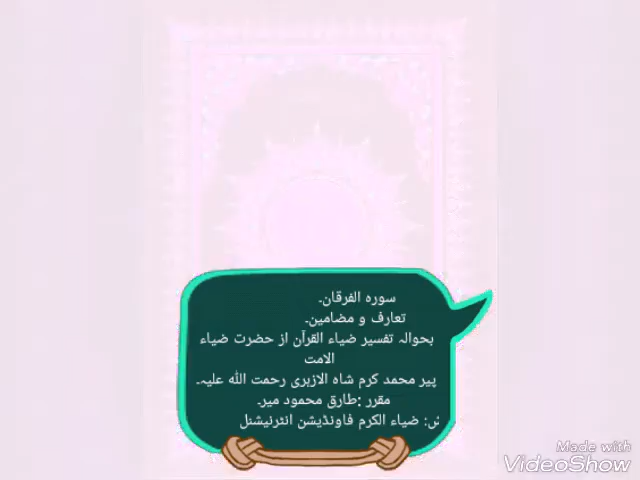 سورہ الفرقان۔
تعارف و مضامین۔
بحوالہ تفسیر ضیاء القرآن از حضرت ضیاء
الامت
پیر محمد کرم شاہ الازہری رحمت اللہ علیہ۔
مقرر :طارق محمود میر۔
ضیاء الکرم فاونڈیشن انٹرنیشنل
Made with
VideoShow